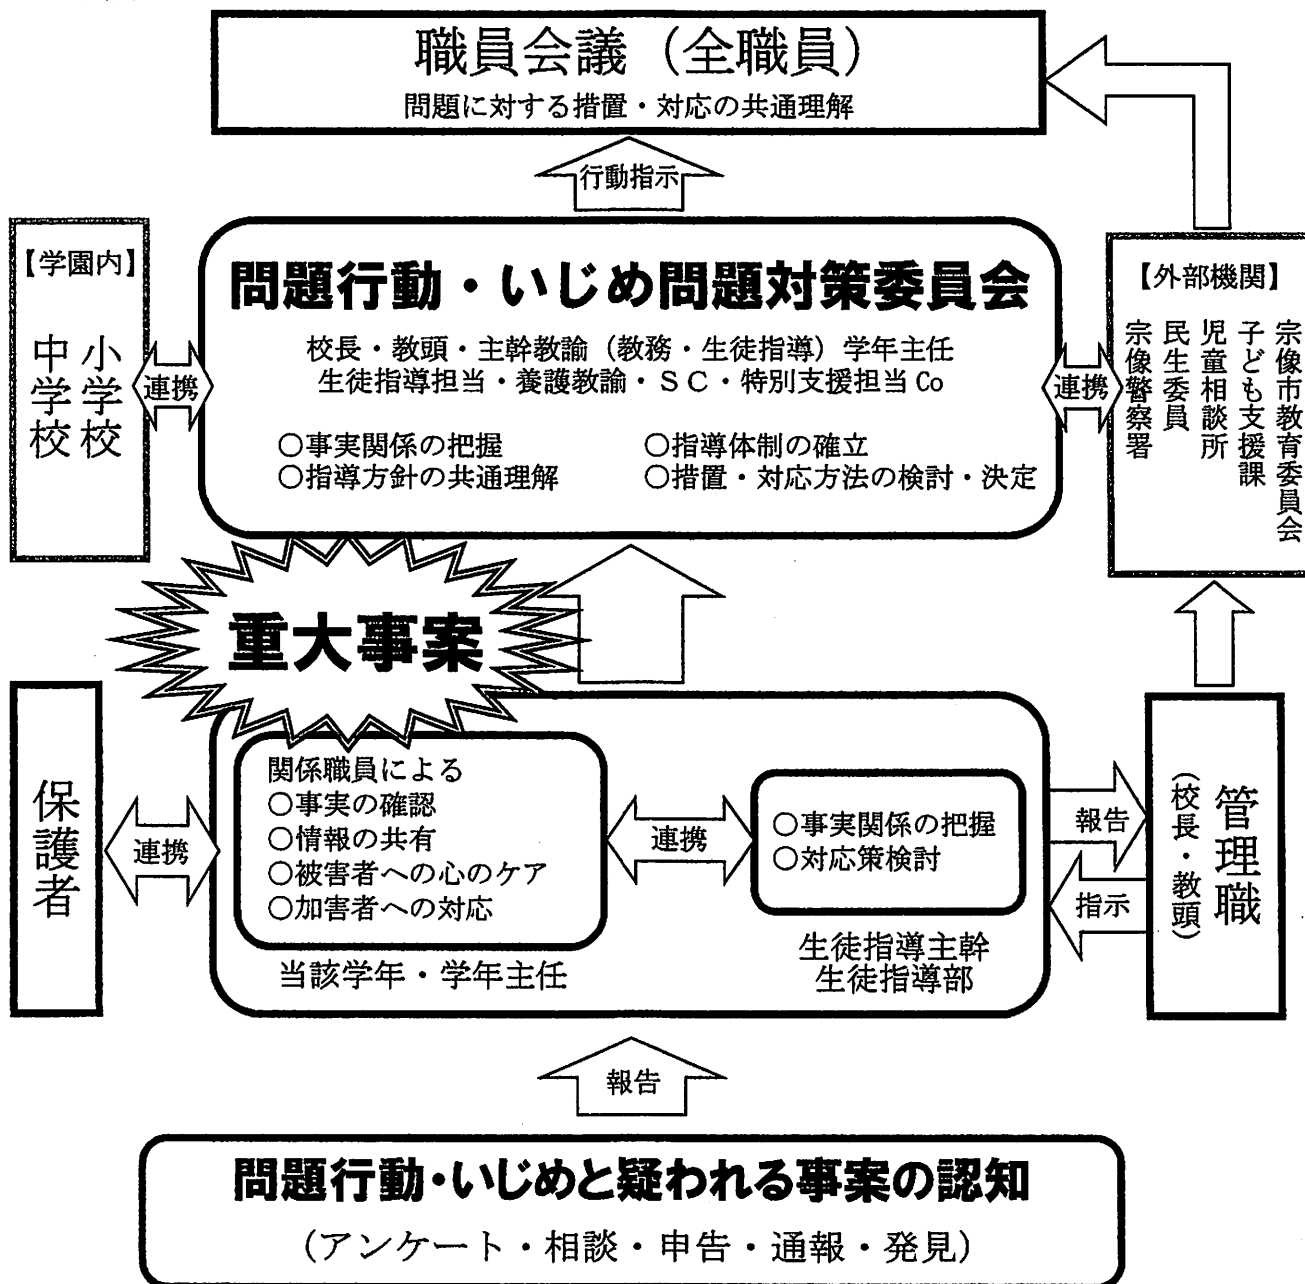 職員会議（全職員）
問題に対する措置・対応の共通理解
行動指示
【学園内】
小学校
中学校
連携
問題行動・いじめ問題対策委員会
校長・教頭・主幹教諭（教務・生徒指導）学年主任
生徒指導担当・養護教諭・ＳＣ・特別支援担当Co
○事実関係の把握
○指導体制の確立
○指導方針の共通理解
○措置・対応方法の検討・決定
連携
【外部機関】
宗像市教育委員会
子ども支援課
児童相談所
民生委員
宗像警察署
重大事案
保護者
連携
関係職員による
○事実の確認
○情報の共有
○被害者への心のケア
○加害者への対応
当該学年・学年主任
連携
○事実関係の把握
○対応策検討
生徒指導主幹
生徒指導部
報告
指示
管理職
（校長・教頭）
報告
問題行動・いじめと疑われる事案の認知
（アンケート・相談・申告・通報・発見）